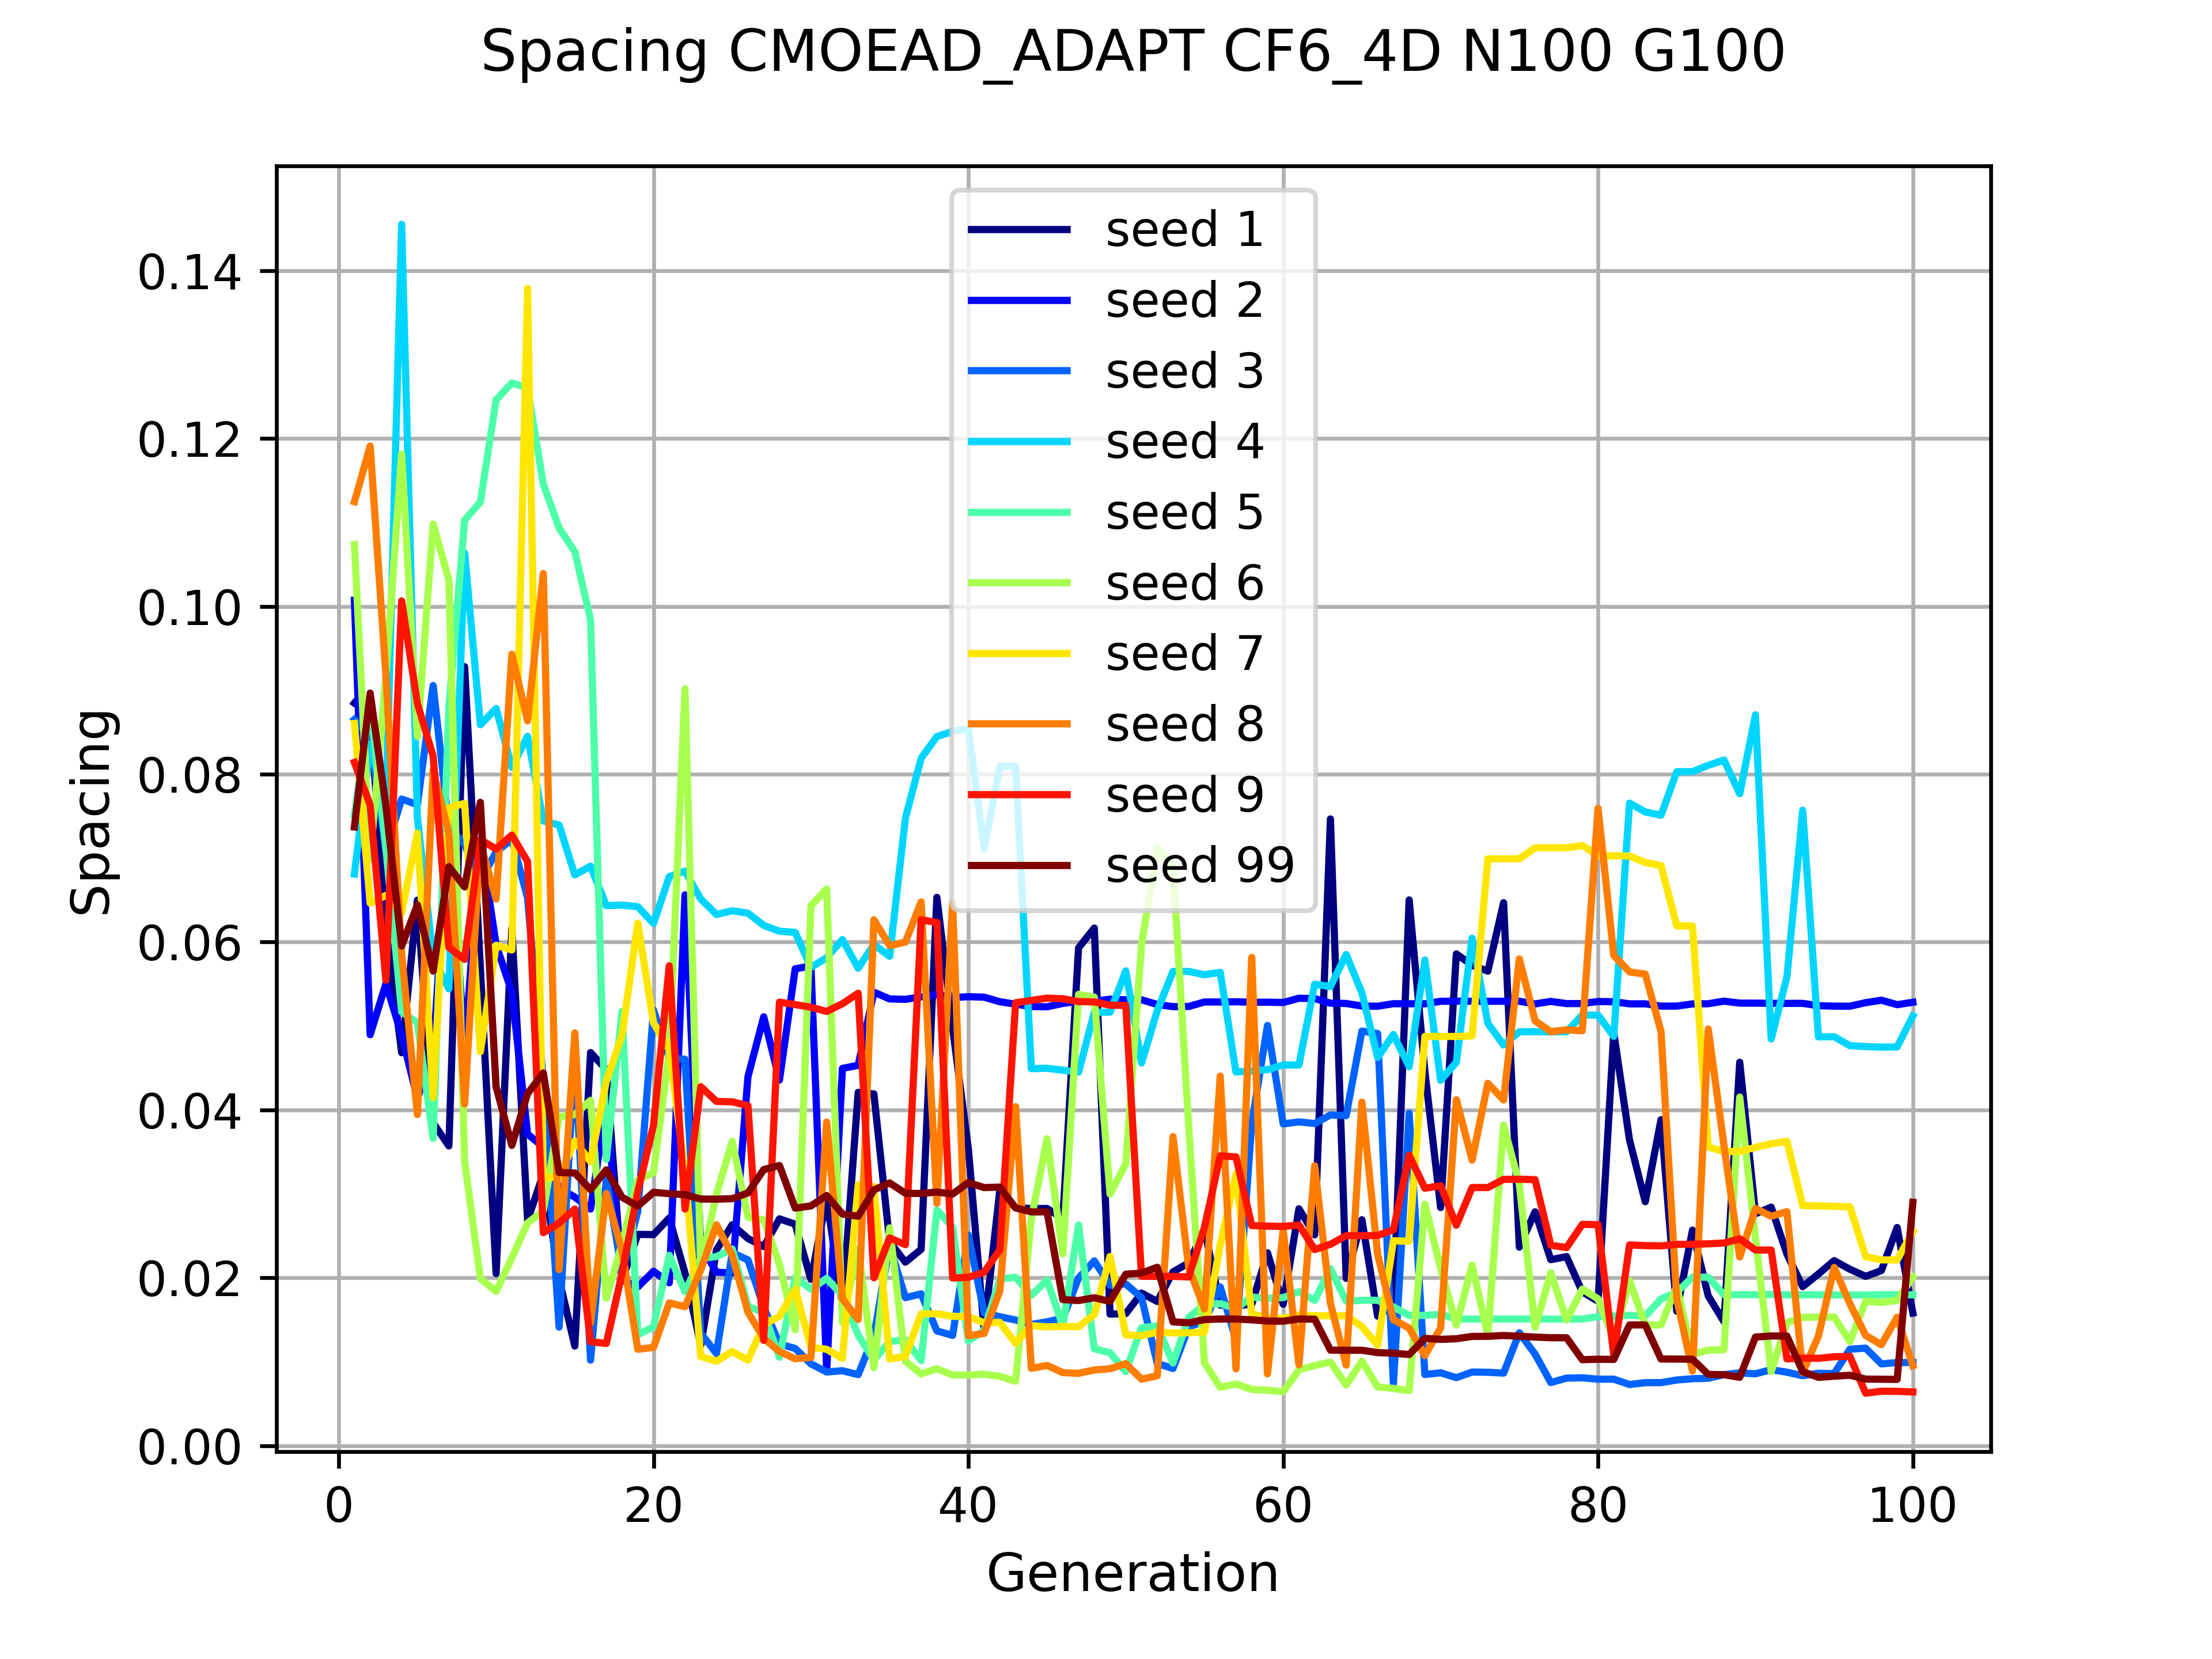 Spacing CMOEAD_ADAPT CF6_4D N100 G100
seed 1
seed 2
seed 3
seed 4
seed 5
seed 6
seed 7
seed 8
seed 9
seed 99
Spacing
0.14
0.12
0.10
0.08
0.06
0.04
0.02
0.00
0 20 40 60 80 100
Generation